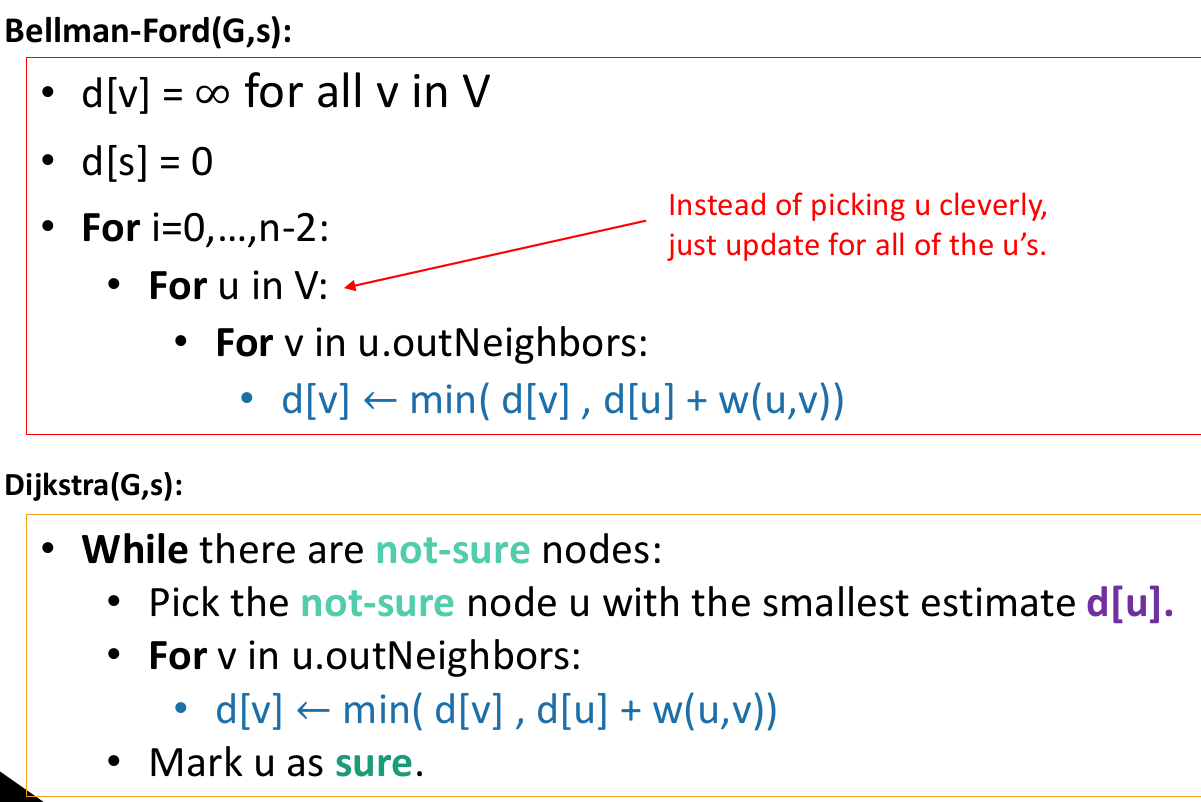 Bellman-Ford(G,s):
• d[v] = ∞ for all v in V
• d[s] = 0
• For i=0,...,n-2:
Instead of picking u cleverly,
just update for all of the u’s.
• For u in V:
• For v in u.outNeighbors:
• d[v] ← min( d[v] , d[u] + w(u,v))
Dijkstra(G,s):
• While there are not-sure nodes:
• Pick the not-sure node u with the smallest estimate d[u].
• For v in u.outNeighbors:
• d[v] ← min( d[v] , d[u] + w(u,v))
• Mark u as sure.